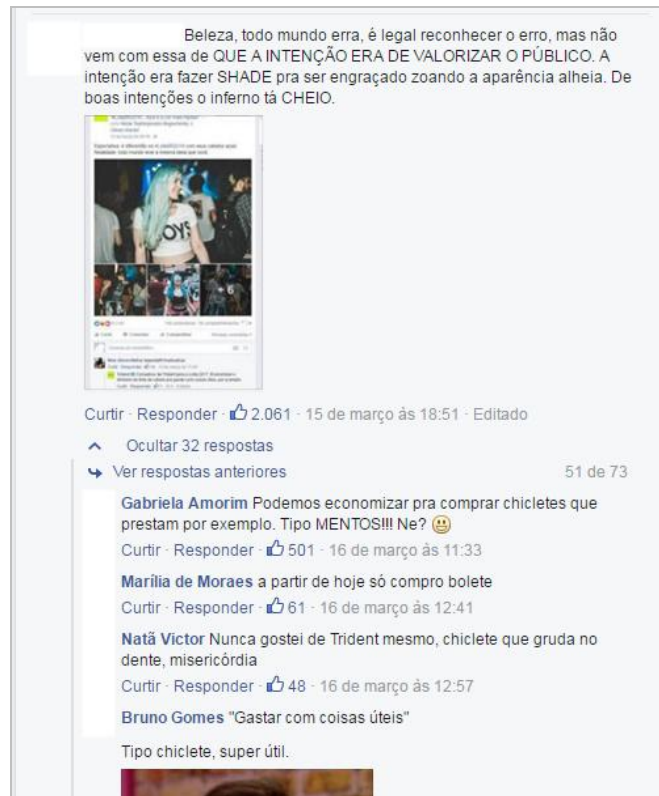 Beleza, todo mundo erra, é legal reconhecer o erro, mas não
vem com essa de QUE A INTENÇÃO ERA DE VALORIZAR O PÚBLICO. A
intenção era fazer SHADE pra ser engraçado zoando a aparência alheia. De
boas intenções o inferno tá CHEIO.
BOYS
Curtir · Responder · 2.061 · 15 de março às 18:51 · Editado
Ocultar 32 respostas
Ver respostas anteriores 51 de 73
Gabriela Amorim Podemos economizar pra comprar chicletes que
prestam por exemplo. Tipo MENTOS!!! Ne? 😃
Curtir · Responder · 501 · 16 de março às 11:33
Marília de Moraes a partir de hoje só compro bolete
Curtir · Responder · 61 · 16 de março às 12:41
Natã Victor Nunca gostei de Trident mesmo, chiclete que gruda no
dente, misericórdia
Curtir · Responder · 48 · 16 de março às 12:57
Bruno Gomes "Gastar com coisas úteis"
Tipo chiclete, super útil.